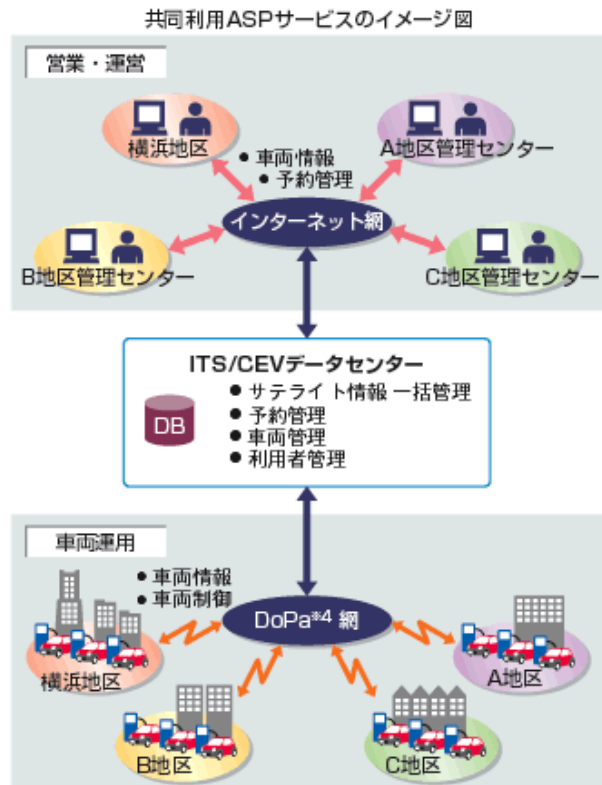 共同利用ASPサービスのイメージ図
営業・運営
横浜地区
A地区管理センター
● 車両情報
● 予約管理
インターネット網
B地区管理センター
C地区管理センター
ITS/CEVデータセンター
DB
● サテライト情報 一括管理
● 予約管理
● 車両管理
● 利用者管理
車両運用
● 車両情報
● 車両制御
DoPa※4 網
横浜地区
A地区
B地区
C地区